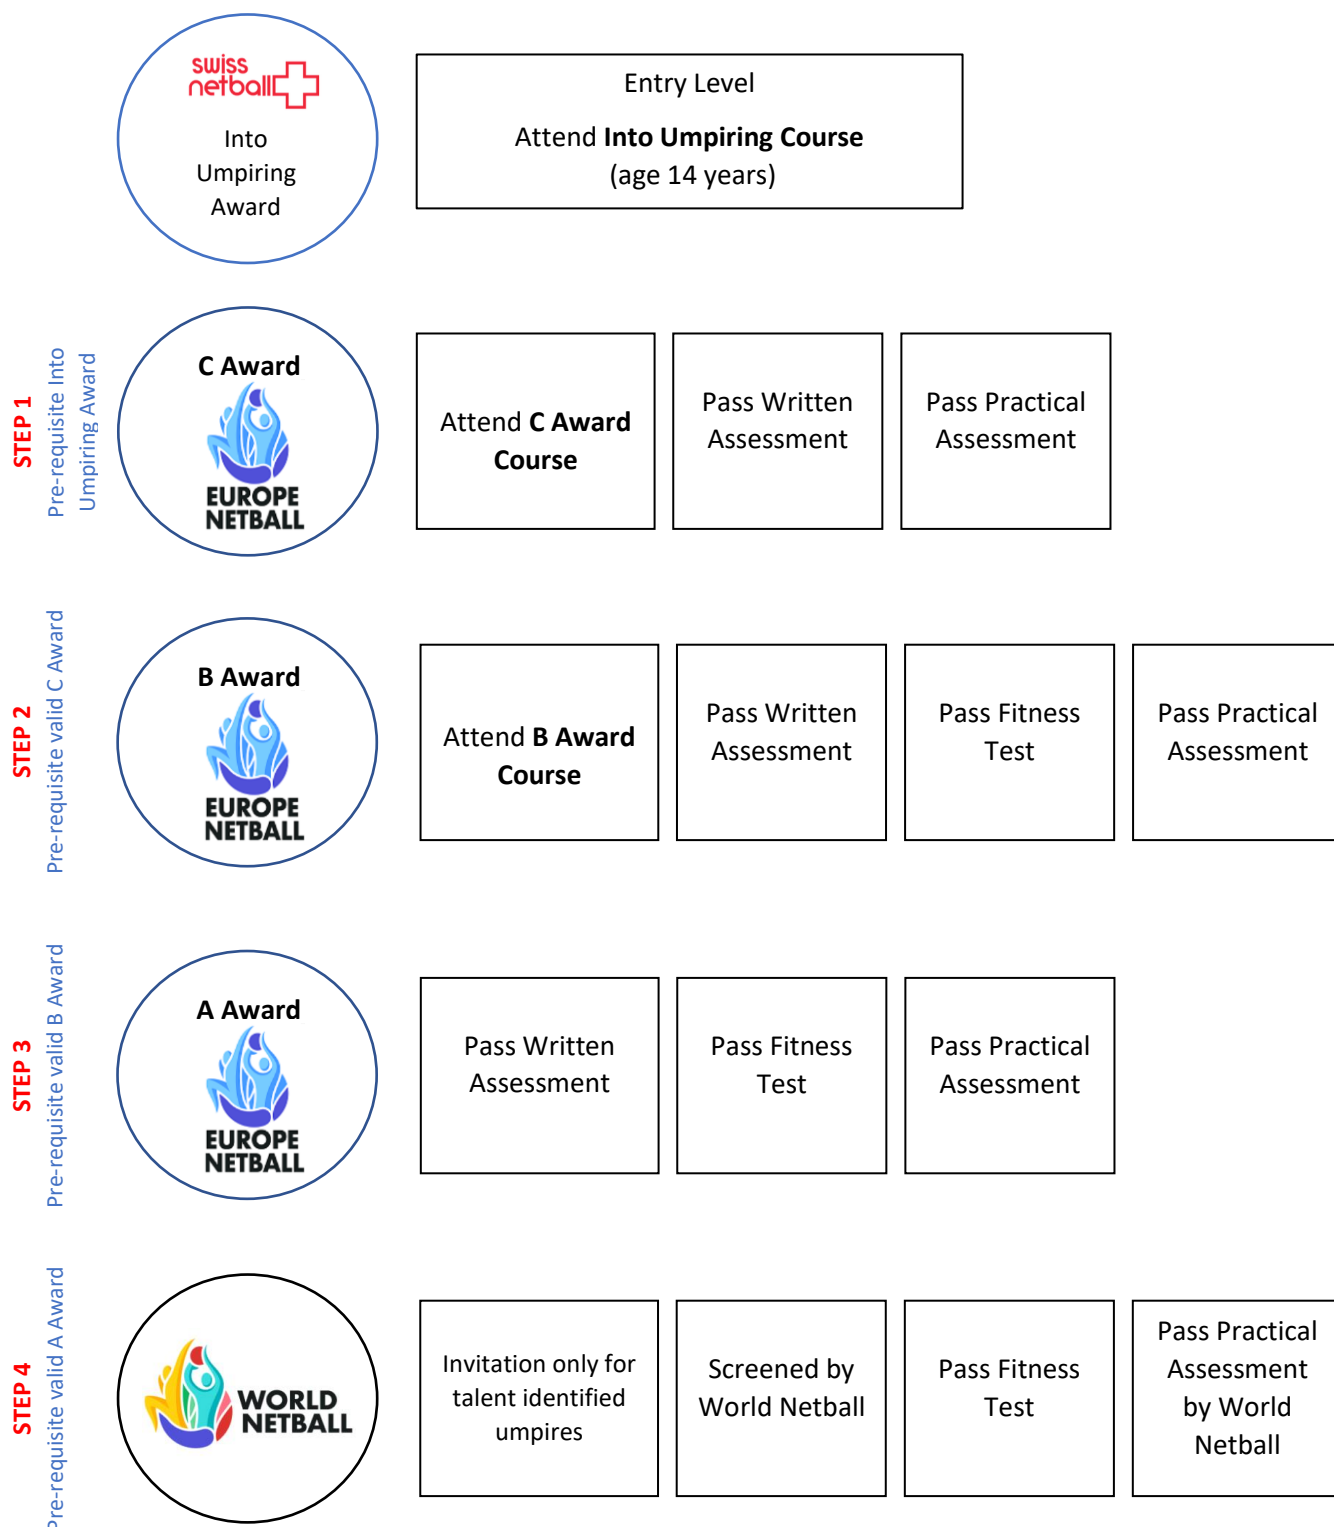 swiss
netball
Into
Umpiring
Award
Entry Level
Attend Into Umpiring Course
(age 14 years)
STEP 1
Pre-requisite Into
Umpiring Award
C Award
EUROPE
NETBALL
Attend C Award
Course
Pass Written
Assessment
Pass Practical
Assessment
STEP 2
Pre-requisite valid C Award
B Award
EUROPE
NETBALL
Attend B Award
Course
Pass Written
Assessment
Pass Fitness
Test
Pass Practical
Assessment
STEP 3
Pre-requisite valid B Award
A Award
EUROPE
NETBALL
Pass Written
Assessment
Pass Fitness
Test
Pass Practical
Assessment
STEP 4
Pre-requisite valid A Award
WORLD
NETBALL
Invitation only for
talent identified
umpires
Screened by
World Netball
Pass Fitness
Test
Pass Practical
Assessment
by World
Netball